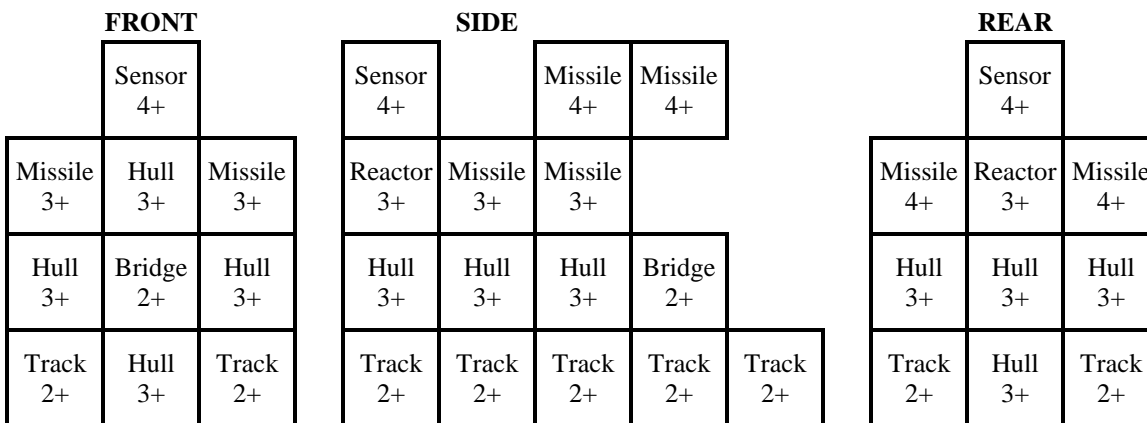 FRONT SIDE REAR
Sensor Sensor Missile Missile Sensor
4+ 4+ 4+ 4+ 4+
Missile Hull Missile Reactor Missile Missile Missile Reactor Missile
3+ 3+ 3+ 3+ 3+ 3+ 4+ 3+ 4+
Hull Bridge Hull Hull Hull Hull Bridge Hull Hull Hull
3+ 2+ 3+ 3+ 3+ 3+ 2+ 3+ 3+ 3+
Track Hull Track Track Track Track Track Track Track Hull Track
2+ 3+ 2+ 2+ 2+ 2+ 2+ 2+ 2+ 3+ 2+